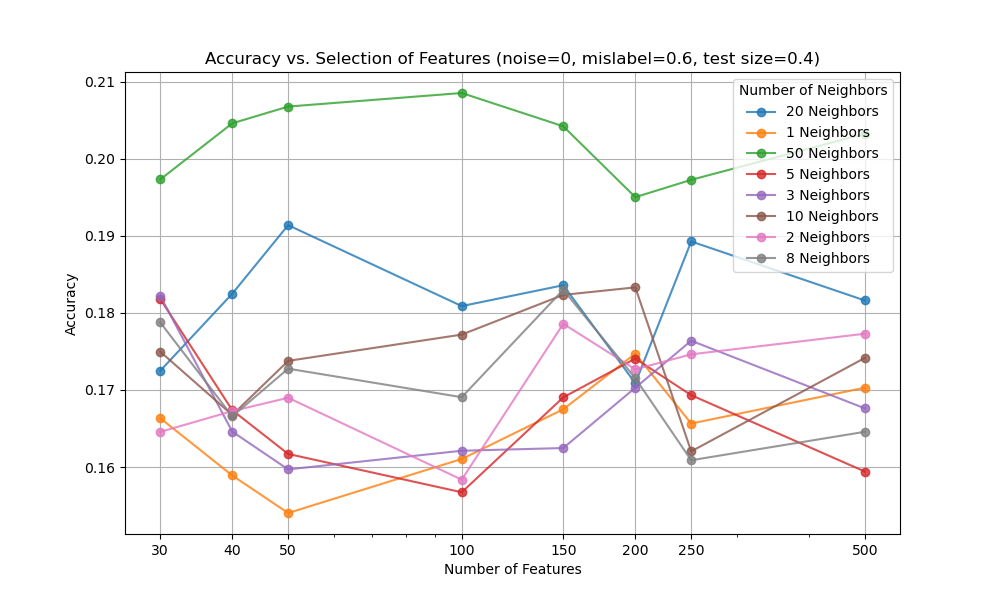 Accuracy vs. Selection of Features (noise=0, mislabel=0.6, test size=0.4)
0.21
0.20
0.19
0.18
0.17
0.16
Accuracy
Number of Neighbors
20 Neighbors
1 Neighbors
50 Neighbors
5 Neighbors
3 Neighbors
10 Neighbors
2 Neighbors
8 Neighbors
30 40 50 100 150 200 250 500
Number of Features